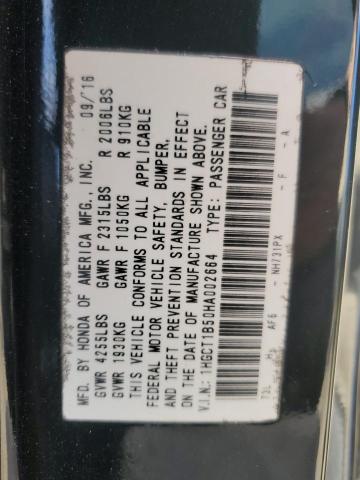 MFD. BY HONDA OF AMERICA MFG., INC. 09/'16
GVWR 4255LBS GAWR F 2315LBS R 2006LBS
GVWR 1930KG GAWR F 1050KG R 910KG
THIS VEHICLE CONFORMS TO ALL APPLICABLE
FEDERAL MOTOR VEHICLE SAFETY, BUMPER,
AND THEFT PREVENTION STANDARDS IN EFFECT
ON THE DATE OF MANUFACTURE SHOWN ABOVE.
V.I.N.: 1HGCT1B50HA002664 TYPE: PASSENGER CAR
T3L H3 AF6 - NH731PX - F - A